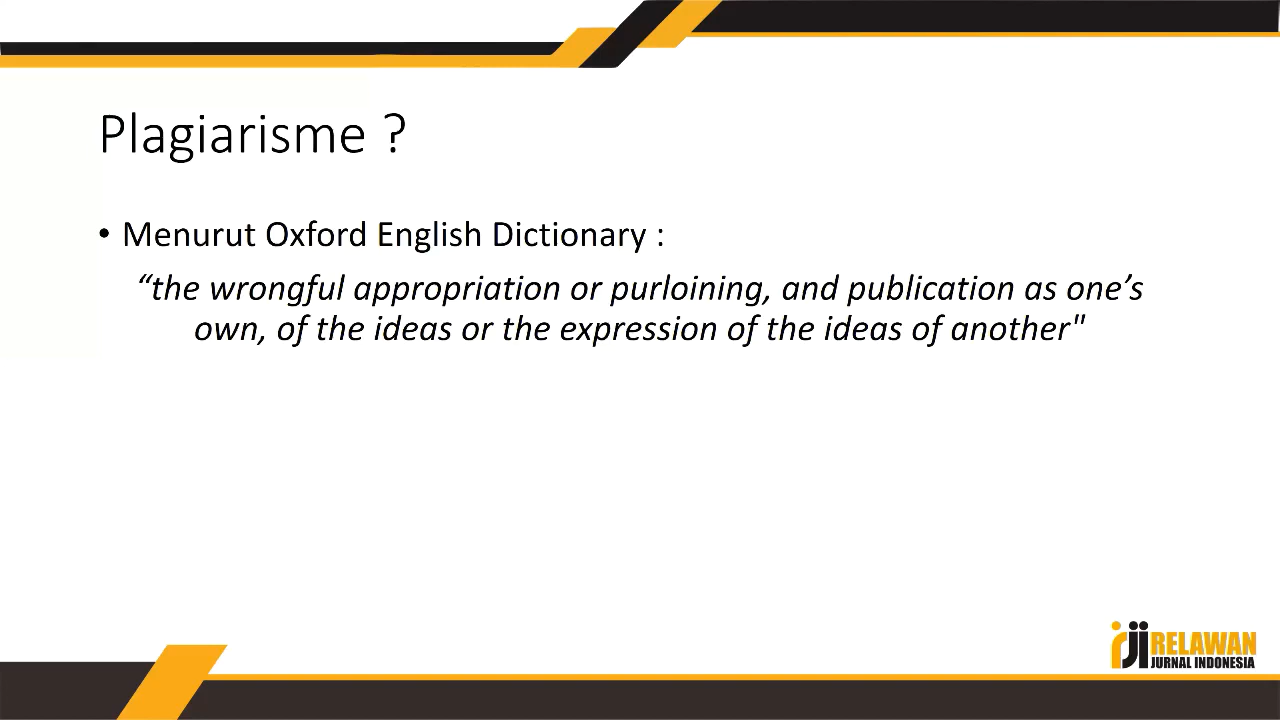 Plagiarisme ?
• Menurut Oxford English Dictionary :
“the wrongful appropriation or purloining, and publication as one’s
own, of the ideas or the expression of the ideas of another"
RELAWAN
JURNAL INDONESIA